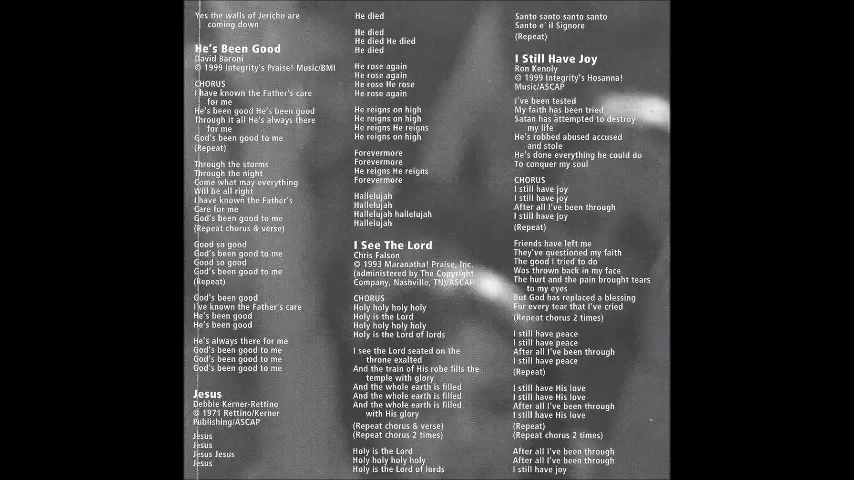 Yes the walls of Jericho are
coming down
He's Been Good
David Baroni
© 1999 Integrity's Praise! Music/BMI
CHORUS
I have known the Father's care
for me
He's been good He's been good
Through it all He's always there
for me
God's been good to me
(Repeat)
Through the storms
Through the night
Come what may everything
Will be all right
I have known the Father's
Care for me
God's been good to me
(Repeat chorus & verse)
Good so good
God's been good to me
Good so good
God's been good to me
(Repeat)
God's been good
I've known the Father's care
He's been good
He's been good
He's always there for me
God's been good to me
God's been good to me
God's been good to me
Jesus
Debbie Kerner-Rettino
© 1971 Rettino/Kerner
Publishing/ASCAP
Jesus
Jesus
Jesus Jesus
Jesus
He died
He died
He died He died
He died
He rose again
He rose again
He rose He rose
He rose again
He reigns on high
He reigns on high
He reigns He reigns
He reigns on high
Forevermore
Forevermore
He reigns He reigns
Forevermore
Hallelujah
Hallelujah
Hallelujah hallelujah
Hallelujah
I See The Lord
Chris Falson
© 1993 Maranatha! Praise, Inc.
(administered by The Copyright
Company, Nashville, TN)/ASCAP
CHORUS
Holy holy holy holy
Holy is the Lord
Holy holy holy holy
Holy is the Lord of lords
I see the Lord seated on the
throne exalted
And the train of His robe fills the
temple with glory
And the whole earth is filled
And the whole earth is filled
And the whole earth is filled
with His glory
(Repeat chorus & verse)
(Repeat chorus 2 times)
Holy is the Lord
Holy holy holy holy
Holy is the Lord of lords
Santo santo santo santo
Santo e' il Signore
(Repeat)
I Still Have Joy
Ron Kenoly
© 1999 Integrity's Hosanna!
Music/ASCAP
I've been tested
My faith has been tried
Satan has attempted to destroy
my life
He's robbed abused accused
and stole
He's done everything he could do
To conquer my soul
CHORUS
I still have joy
I still have joy
After all I've been through
I still have joy
(Repeat)
Friends have left me
They've questioned my faith
The good I tried to do
Was thrown back in my face
The hurt and the pain brought tears
to my eyes
But God has replaced a blessing
For every tear that I've cried
(Repeat chorus 2 times)
I still have peace
I still have peace
After all I've been through
I still have peace
(Repeat)
I still have His love
I still have His love
After all I've been through
I still have His love
(Repeat)
(Repeat chorus 2 times)
After all I've been through
After all I've been through
I still have joy